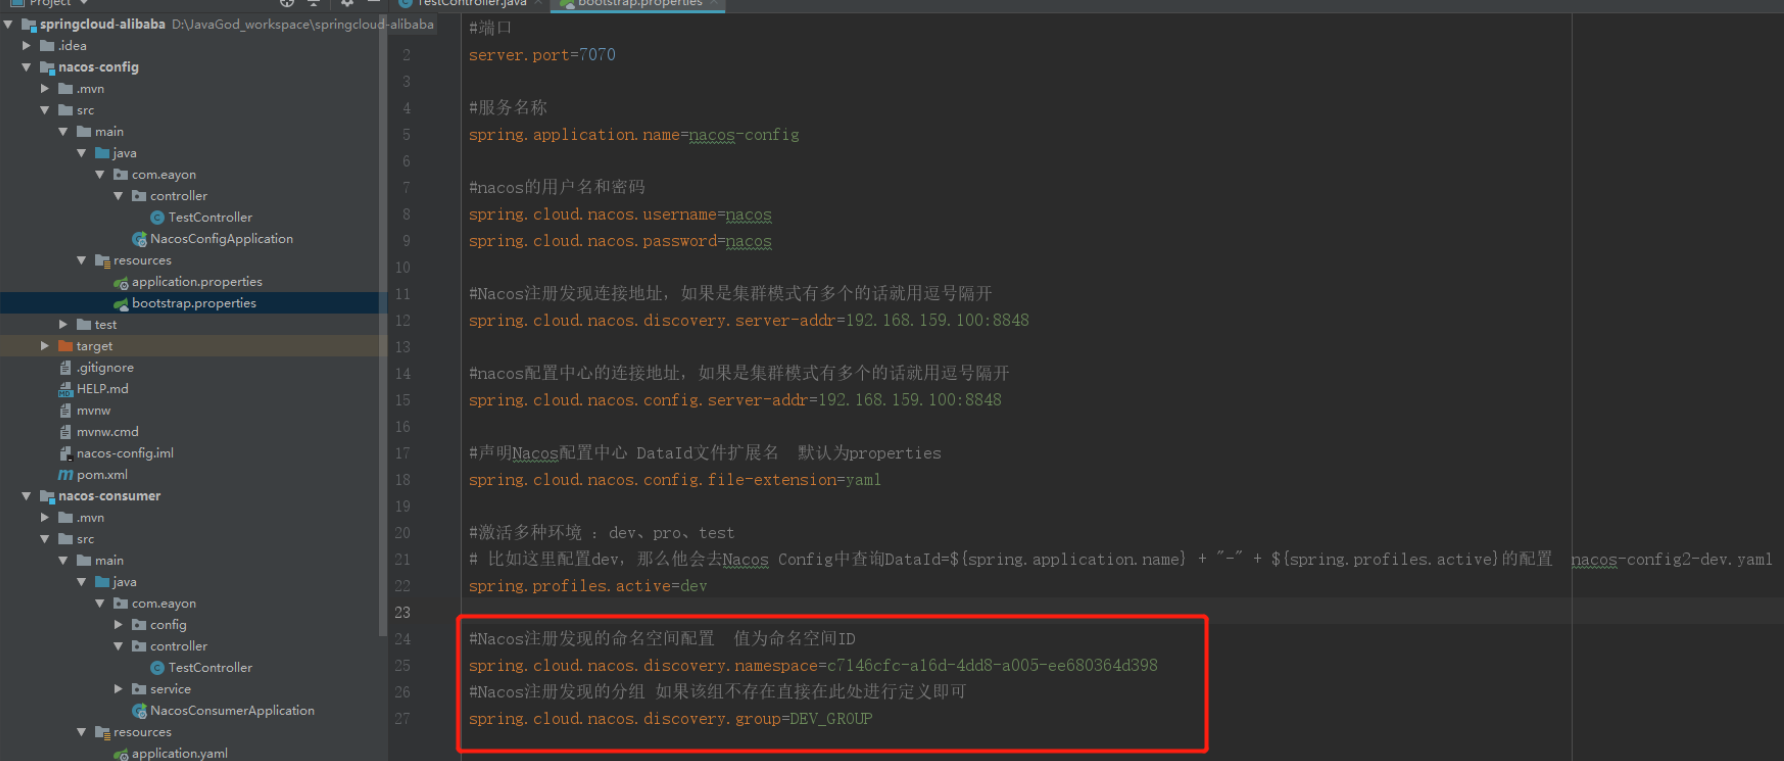 Project
TestController.java
bootstrap.properties
springcloud-alibaba D:\JavaGod_workspace\springcloud-alibaba
.idea
nacos-config
.mvn
src
main
java
com.eayon
controller
TestController
NacosConfigApplication
resources
application.properties
bootstrap.properties
test
target
.gitignore
HELP.md
mvnw
mvnw.cmd
nacos-config.iml
pom.xml
nacos-consumer
.mvn
src
main
java
com.eayon
config
controller
TestController
service
NacosConsumerApplication
resources
application.yaml
#端口
2 server.port=7070
3
4 #服务名称
5 spring.application.name=nacos-config
6
7 #nacos的用户名和密码
8 spring.cloud.nacos.username=nacos
9 spring.cloud.nacos.password=nacos
10
11 #Nacos注册发现连接地址，如果是集群模式有多个的话就用逗号隔开
12 spring.cloud.nacos.discovery.server-addr=192.168.159.100:8848
13
14 #nacos配置中心的连接地址，如果是集群模式有多个的话就用逗号隔开
15 spring.cloud.nacos.config.server-addr=192.168.159.100:8848
16
17 #声明Nacos配置中心 DataId文件扩展名  默认为properties
18 spring.cloud.nacos.config.file-extension=yaml
19
20 #激活多种环境 ：dev、pro、test
21 # 比如这里配置dev，那么他会去Nacos Config中查询DataId=${spring.application.name} + "-" + ${spring.profiles.active}的配置  nacos-config2-dev.yaml
22 spring.profiles.active=dev
23
24 #Nacos注册发现的命名空间配置  值为命名空间ID
25 spring.cloud.nacos.discovery.namespace=c7146cfc-a16d-4dd8-a005-ee680364d398
26 #Nacos注册发现的分组 如果该组不存在直接在此处进行定义即可
27 spring.cloud.nacos.discovery.group=DEV_GROUP